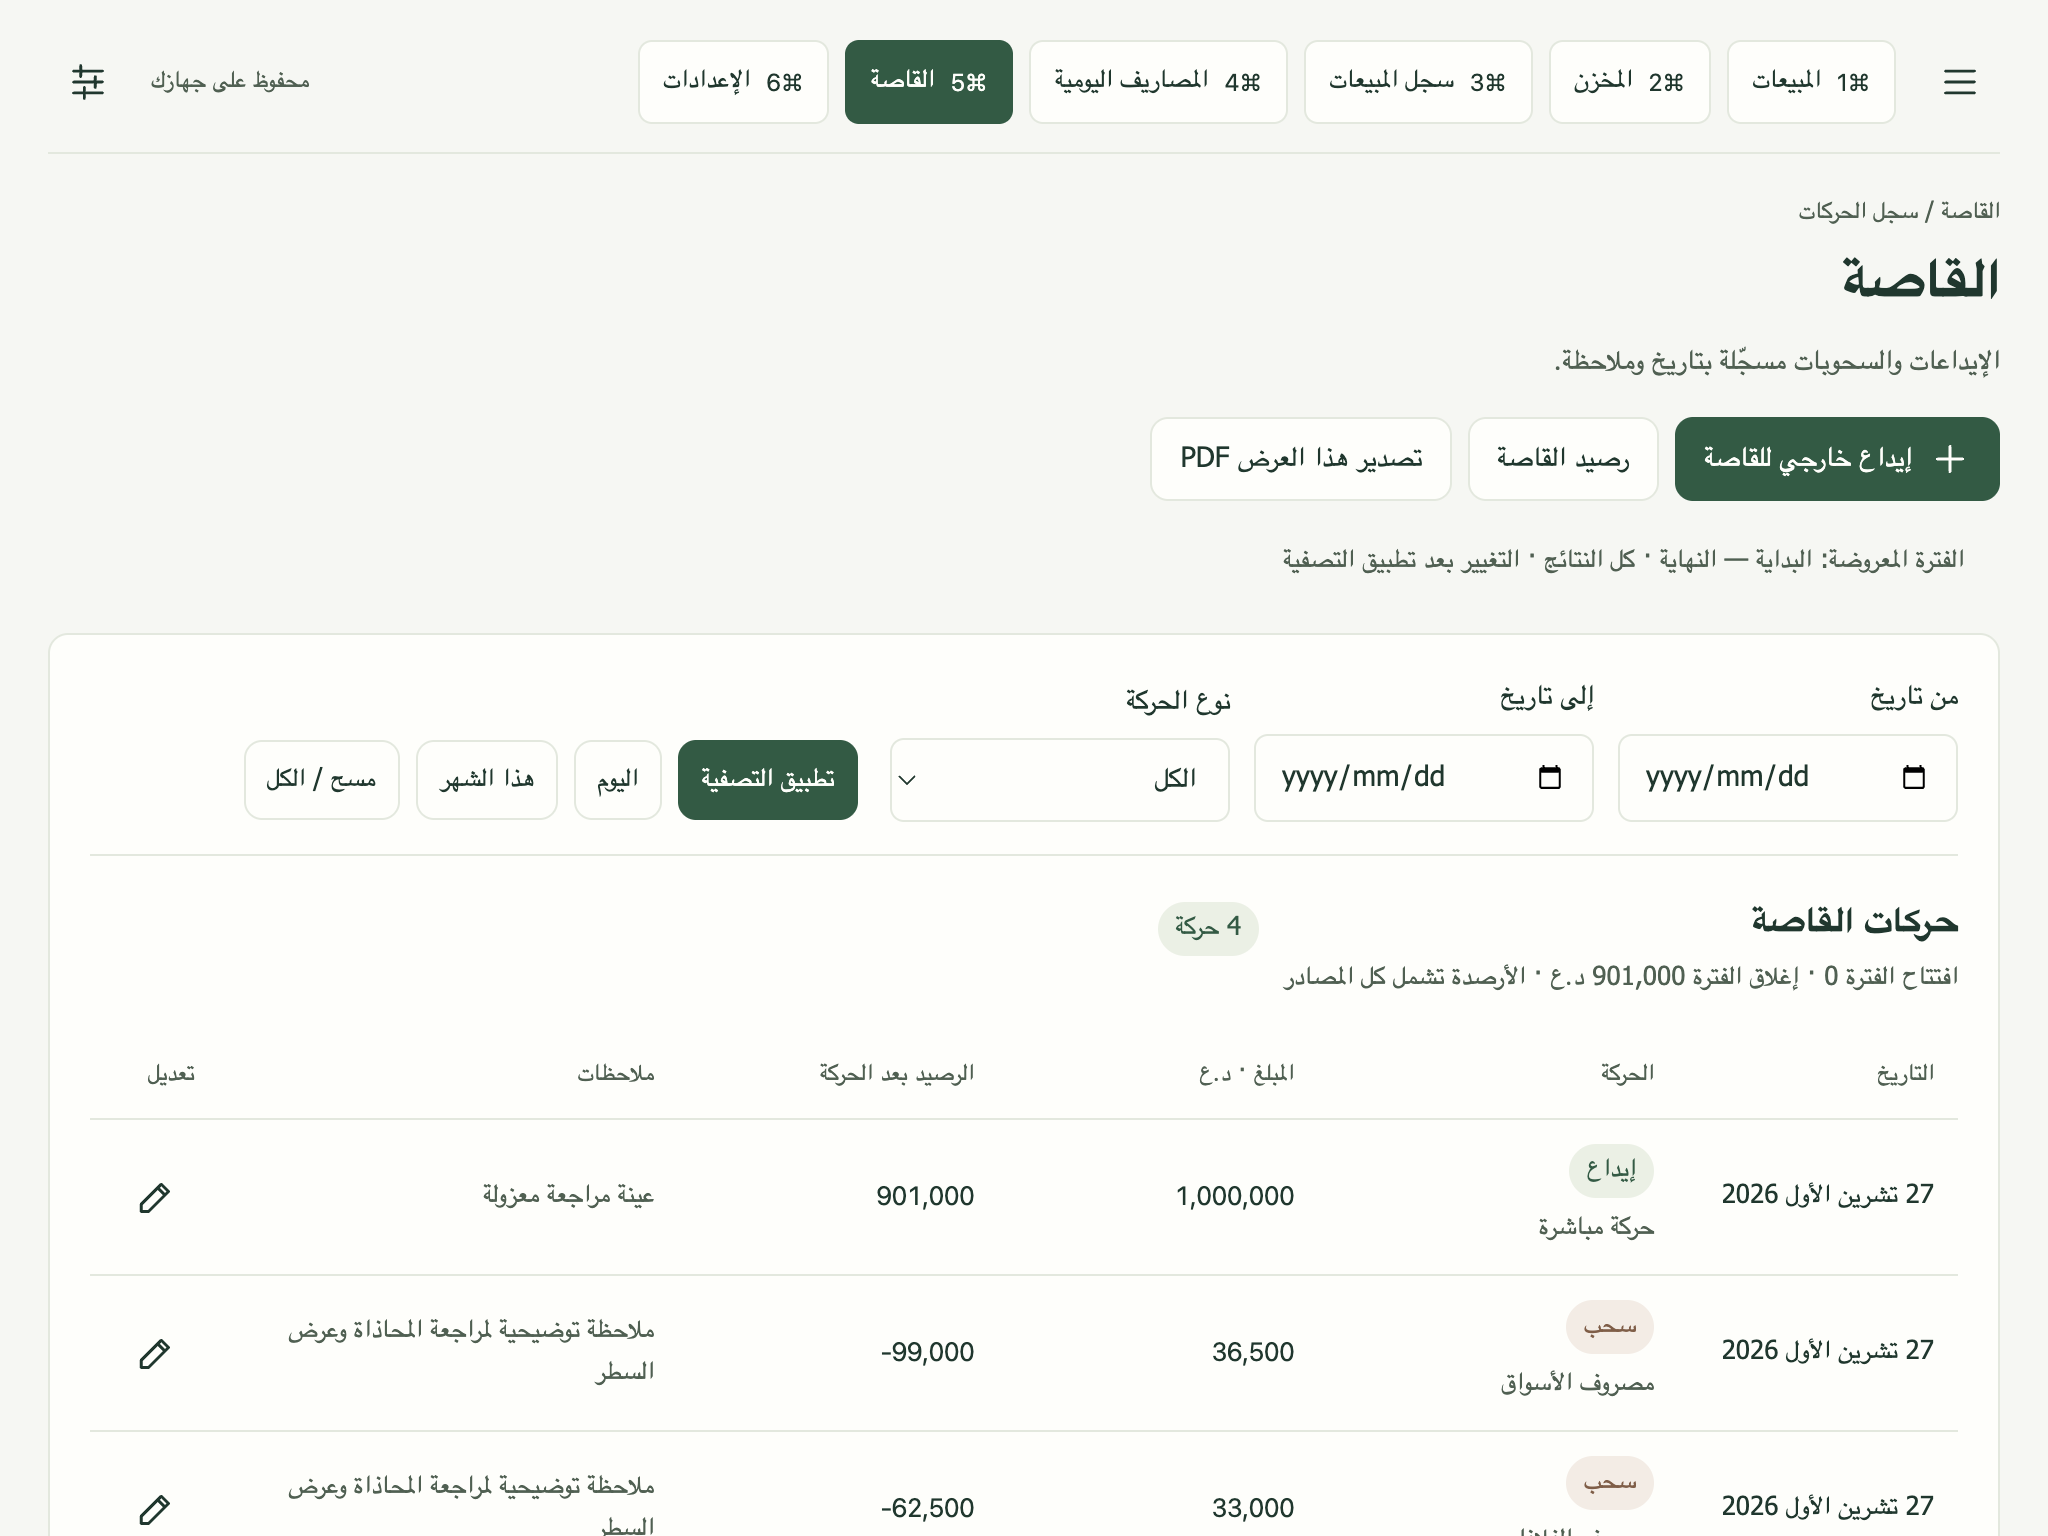 ⌘1 المبيعات ⌘2 المخزن ⌘3 سجل المبيعات ⌘4 المصاريف اليومية ⌘5 القاصة ⌘6 الإعدادات محفوظ على جهازك
القاصة / سجل الحركات
القاصة
الإيداعات والسحوبات مسجّلة بتاريخ وملاحظة.
إيداع خارجي للقاصة رصيد القاصة تصدير هذا العرض PDF
الفترة المعروضة: البداية — النهاية · كل النتائج · التغيير بعد تطبيق التصفية
من تاريخ إلى تاريخ نوع الحركة
yyyy/mm/dd yyyy/mm/dd الكل تطبيق التصفية اليوم هذا الشهر مسح / الكل
حركات القاصة 4 حركة
افتتاح الفترة 0 · إغلاق الفترة 901,000 د.ع · الأرصدة تشمل كل المصادر
التاريخ الحركة المبلغ · د.ع الرصيد بعد الحركة ملاحظات تعديل
27 تشرين الأول 2026 إيداع 1,000,000 901,000 عينة مراجعة معزولة
حركة مباشرة
27 تشرين الأول 2026 سحب 36,500 -99,000 ملاحظة توضيحية لمراجعة المحاذاة وعرض
مصروف الأسواق السطر
27 تشرين الأول 2026 سحب 33,000 -62,500 ملاحظة توضيحية لمراجعة المحاذاة وعرض
السطر